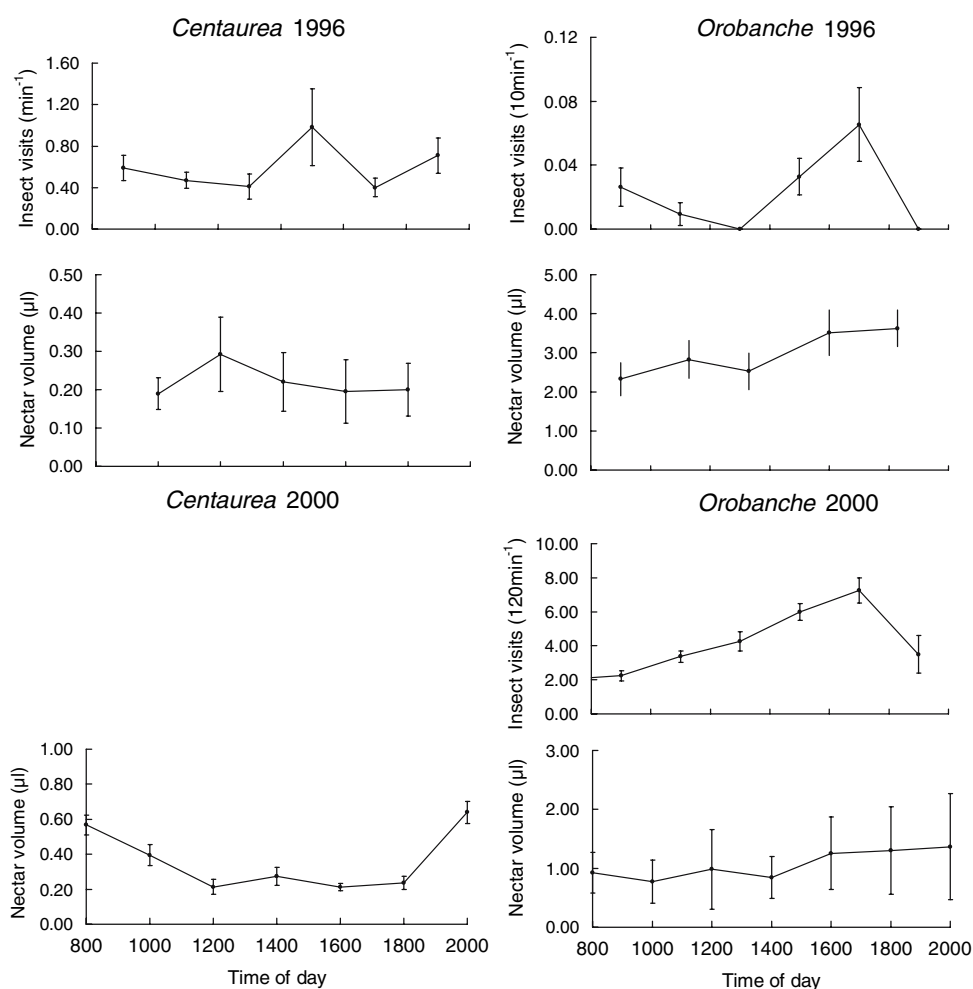 Centaurea 1996
Insect visits (min⁻¹)
1.60
1.20
0.80
0.40
0.00
Nectar volume (µl)
0.50
0.40
0.30
0.20
0.10
0.00
Orobanche 1996
Insect visits (10min⁻¹)
0.12
0.08
0.04
0.00
Nectar volume (µl)
5.00
4.00
3.00
2.00
1.00
0.00
Centaurea 2000
Nectar volume (µl)
1.00
0.80
0.60
0.40
0.20
0.00
800 1000 1200 1400 1600 1800 2000
Time of day
Orobanche 2000
Insect visits (120min⁻¹)
10.00
8.00
6.00
4.00
2.00
0.00
Nectar volume (µl)
3.00
2.00
1.00
0.00
800 1000 1200 1400 1600 1800 2000
Time of day